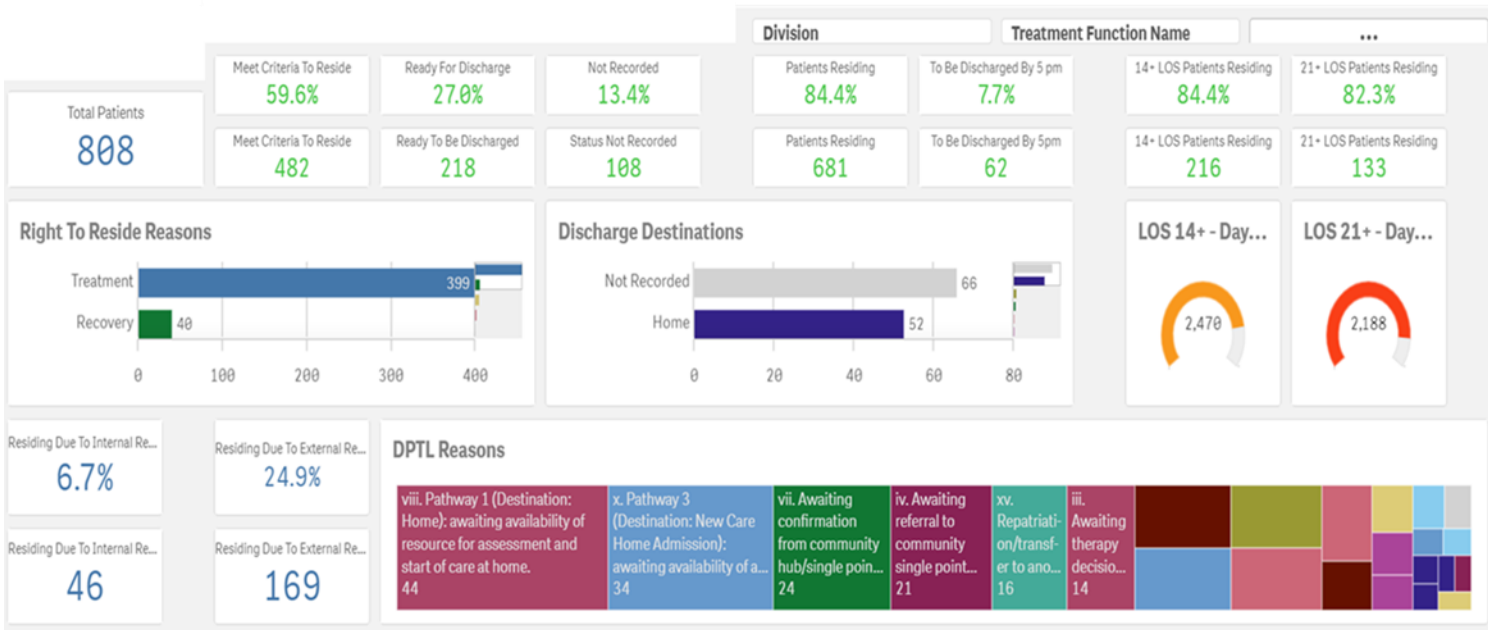 Division
Treatment Function Name
...
Total Patients
808
Meet Criteria To Reside
59.6%
Ready For Discharge
27.0%
Not Recorded
13.4%
Patients Residing
84.4%
To Be Discharged By 5 pm
7.7%
14+ LOS Patients Residing
84.4%
21+ LOS Patients Residing
82.3%
Meet Criteria To Reside
482
Ready To Be Discharged
218
Status Not Recorded
108
Patients Residing
681
To Be Discharged By 5pm
62
14+ LOS Patients Residing
216
21+ LOS Patients Residing
133
Right To Reside Reasons
Treatment
399
Recovery
40
0
100
200
300
400
Discharge Destinations
Not Recorded
66
Home
52
0
20
40
60
80
LOS 14+ - Day...
2,470
LOS 21+ - Day...
2,188
Residing Due To Internal Re...
6.7%
Residing Due To External Re...
24.9%
Residing Due To Internal Re...
46
Residing Due To External Re...
169
DPTL Reasons
viii. Pathway 1 (Destination:
Home): awaiting availability of
resource for assessment and
start of care at home.
44
x. Pathway 3
(Destination: New Care
Home Admission):
awaiting availability of a...
34
vii. Awaiting
confirmation
from community
hub/single poin...
24
iv. Awaiting
referral to
community
single point...
21
xv.
Repatriati-
on/transf-
er to ano...
16
iii.
Awaiting
therapy
decisio...
14